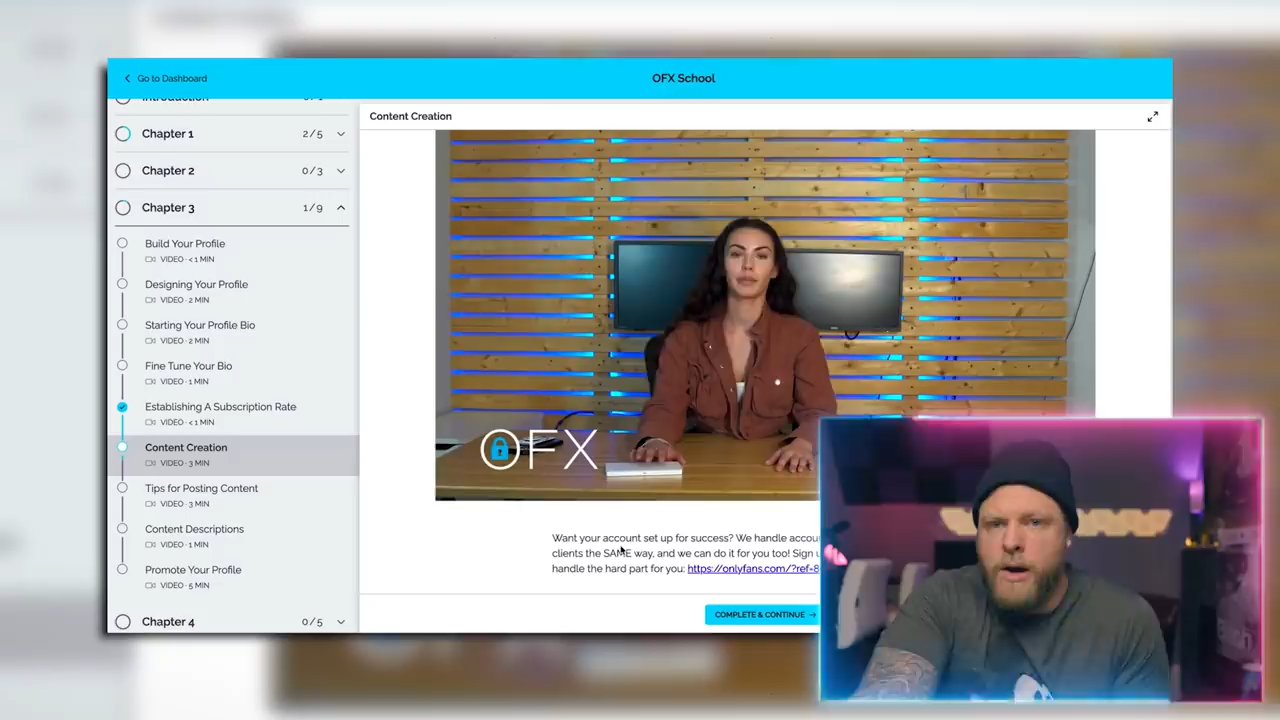 Go to Dashboard
OFX School
Introduction
Content Creation
Chapter 1 2/5
Chapter 2 0/3
Chapter 3 1/9
Build Your Profile
VIDEO · < 1 MIN
Designing Your Profile
VIDEO · 2 MIN
Starting Your Profile Bio
VIDEO · 2 MIN
Fine Tune Your Bio
VIDEO · 1 MIN
Establishing A Subscription Rate
VIDEO · < 1 MIN
Content Creation
VIDEO · 3 MIN
Tips for Posting Content
VIDEO · 3 MIN
Content Descriptions
VIDEO · 1 MIN
Promote Your Profile
VIDEO · 5 MIN
Chapter 4 0/5
OFX
Want your account set up for success? We handle accou
clients the SAME way, and we can do it for you too! Sign u
handle the hard part for you: https://onlyfans.com/?ref=8
COMPLETE & CONTINUE →